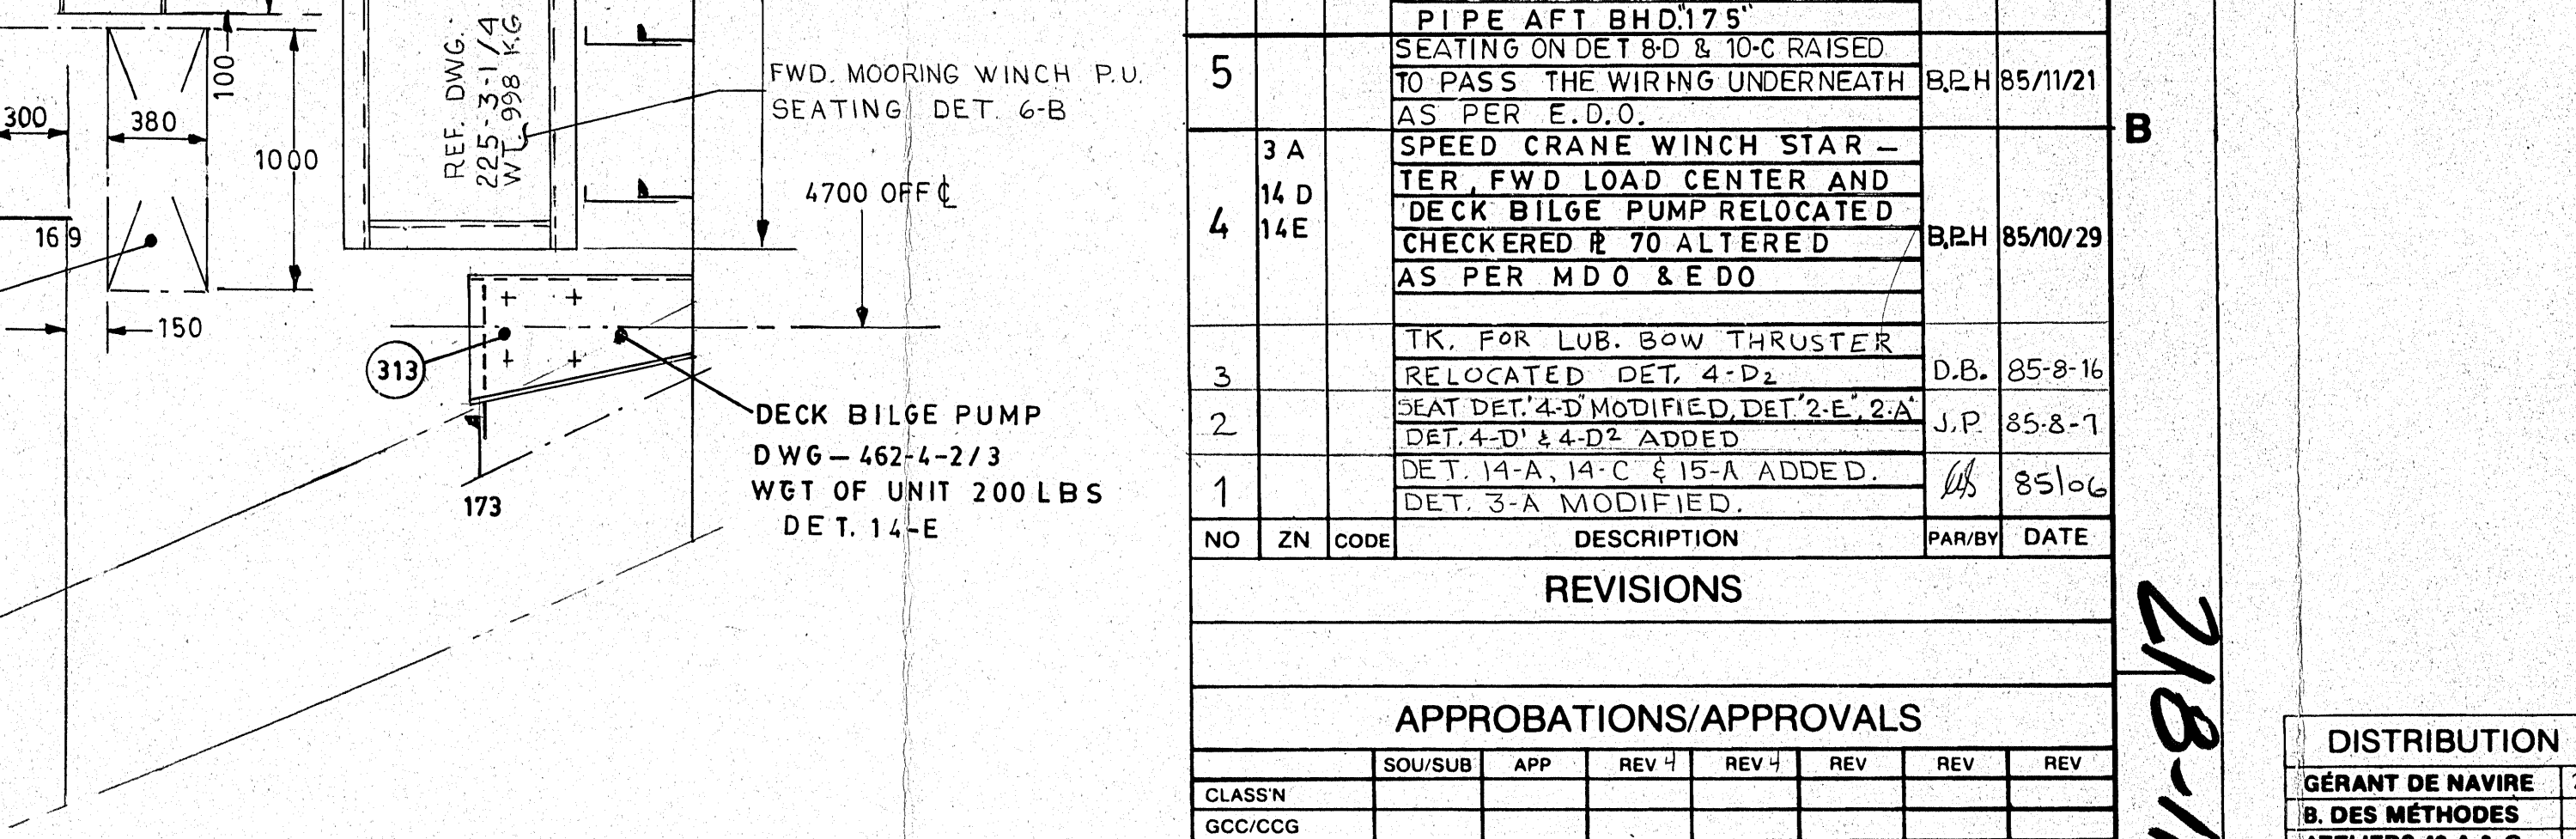 100
300
380
1000
16 9
150
REF. DWG.
225-3-1/4
WT. 998 KG
FWD. MOORING WINCH P.U.
SEATING DET. 6-B
4700 OFF ℄
313
DECK BILGE PUMP
DWG — 462-4-2/3
WGT OF UNIT 200 LBS
DET. 14-E
173
PIPE AFT BHD."175"
5
SEATING ON DET 8-D & 10-C RAISED
TO PASS THE WIRING UNDERNEATH
AS PER E.D.O.
B.P.H 85/11/21
4
3 A
14 D
14E
SPEED CRANE WINCH STAR —
TER, FWD LOAD CENTER AND
DECK BILGE PUMP RELOCATED
CHECKERED ⅊ 70 ALTERED
AS PER MDO & EDO
B.P.H 85/10/29
3
TK. FOR LUB. BOW THRUSTER
RELOCATED DET. 4-D2
D.B. 85-8-16
2
SEAT DET."4-D" MODIFIED, DET."2-E", 2-A"
DET. 4-D' & 4-D2 ADDED
J.P. 85-8-7
1
DET. 14-A, 14-C & 15-A ADDED.
DET. 3-A MODIFIED.
85/06
NO ZN CODE DESCRIPTION PAR/BY DATE
REVISIONS
APPROBATIONS/APPROVALS
SOU/SUB APP REV 4 REV 4 REV REV REV
CLASS'N
GCC/CCG
B
218-1
DISTRIBUTION
GÉRANT DE NAVIRE
B. DES MÉTHODES